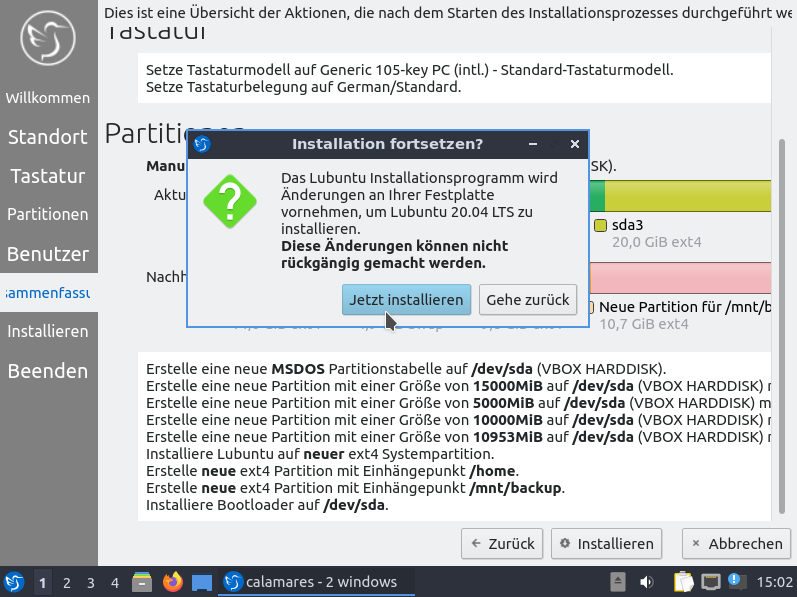 Dies ist eine Übersicht der Aktionen, die nach dem Starten des Installationsprozesses durchgeführt we
Tastatur
Setze Tastaturmodell auf Generic 105-key PC (intl.) - Standard-Tastaturmodell.
Setze Tastaturbelegung auf German/Standard.
Willkommen
Standort
Tastatur
Partitionen
Benutzer
sammenfassu
Installieren
Beenden
Manu
SK).
Aktu
sda3
20,0 GiB ext4
Nachh
Neue Partition für /mnt/b
10,7 GiB ext4
Installation fortsetzen?
Das Lubuntu Installationsprogramm wird
Änderungen an Ihrer Festplatte
vornehmen, um Lubuntu 20.04 LTS zu
installieren.
Diese Änderungen können nicht
rückgängig gemacht werden.
Jetzt installieren
Gehe zurück
Erstelle eine neue MSDOS Partitionstabelle auf /dev/sda (VBOX HARDDISK).
Erstelle eine neue Partition mit einer Größe von 15000MiB auf /dev/sda (VBOX HARDDISK) r
Erstelle eine neue Partition mit einer Größe von 5000MiB auf /dev/sda (VBOX HARDDISK) m
Erstelle eine neue Partition mit einer Größe von 10000MiB auf /dev/sda (VBOX HARDDISK) r
Erstelle eine neue Partition mit einer Größe von 10953MiB auf /dev/sda (VBOX HARDDISK) r
Installiere Lubuntu auf neuer ext4 Systempartition.
Erstelle neue ext4 Partition mit Einhängepunkt /home.
Erstelle neue ext4 Partition mit Einhängepunkt /mnt/backup.
Installiere Bootloader auf /dev/sda.
Zurück
Installieren
Abbrechen
1 2 3 4
calamares - 2 windows
15:02